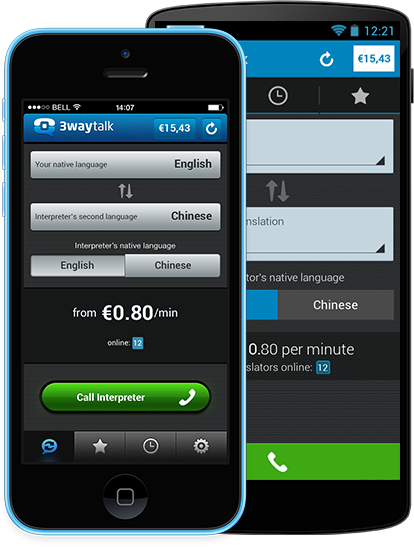 BELL
14:07
3waytalk
€15,43
Your native language
English
Interpreter's second language
Chinese
Interpreter's native language
English
Chinese
from €0.80/min
online: 12
Call Interpreter
12:21
€15,43
nslation
or's native language
Chinese
0.80 per minute
slators online: 12